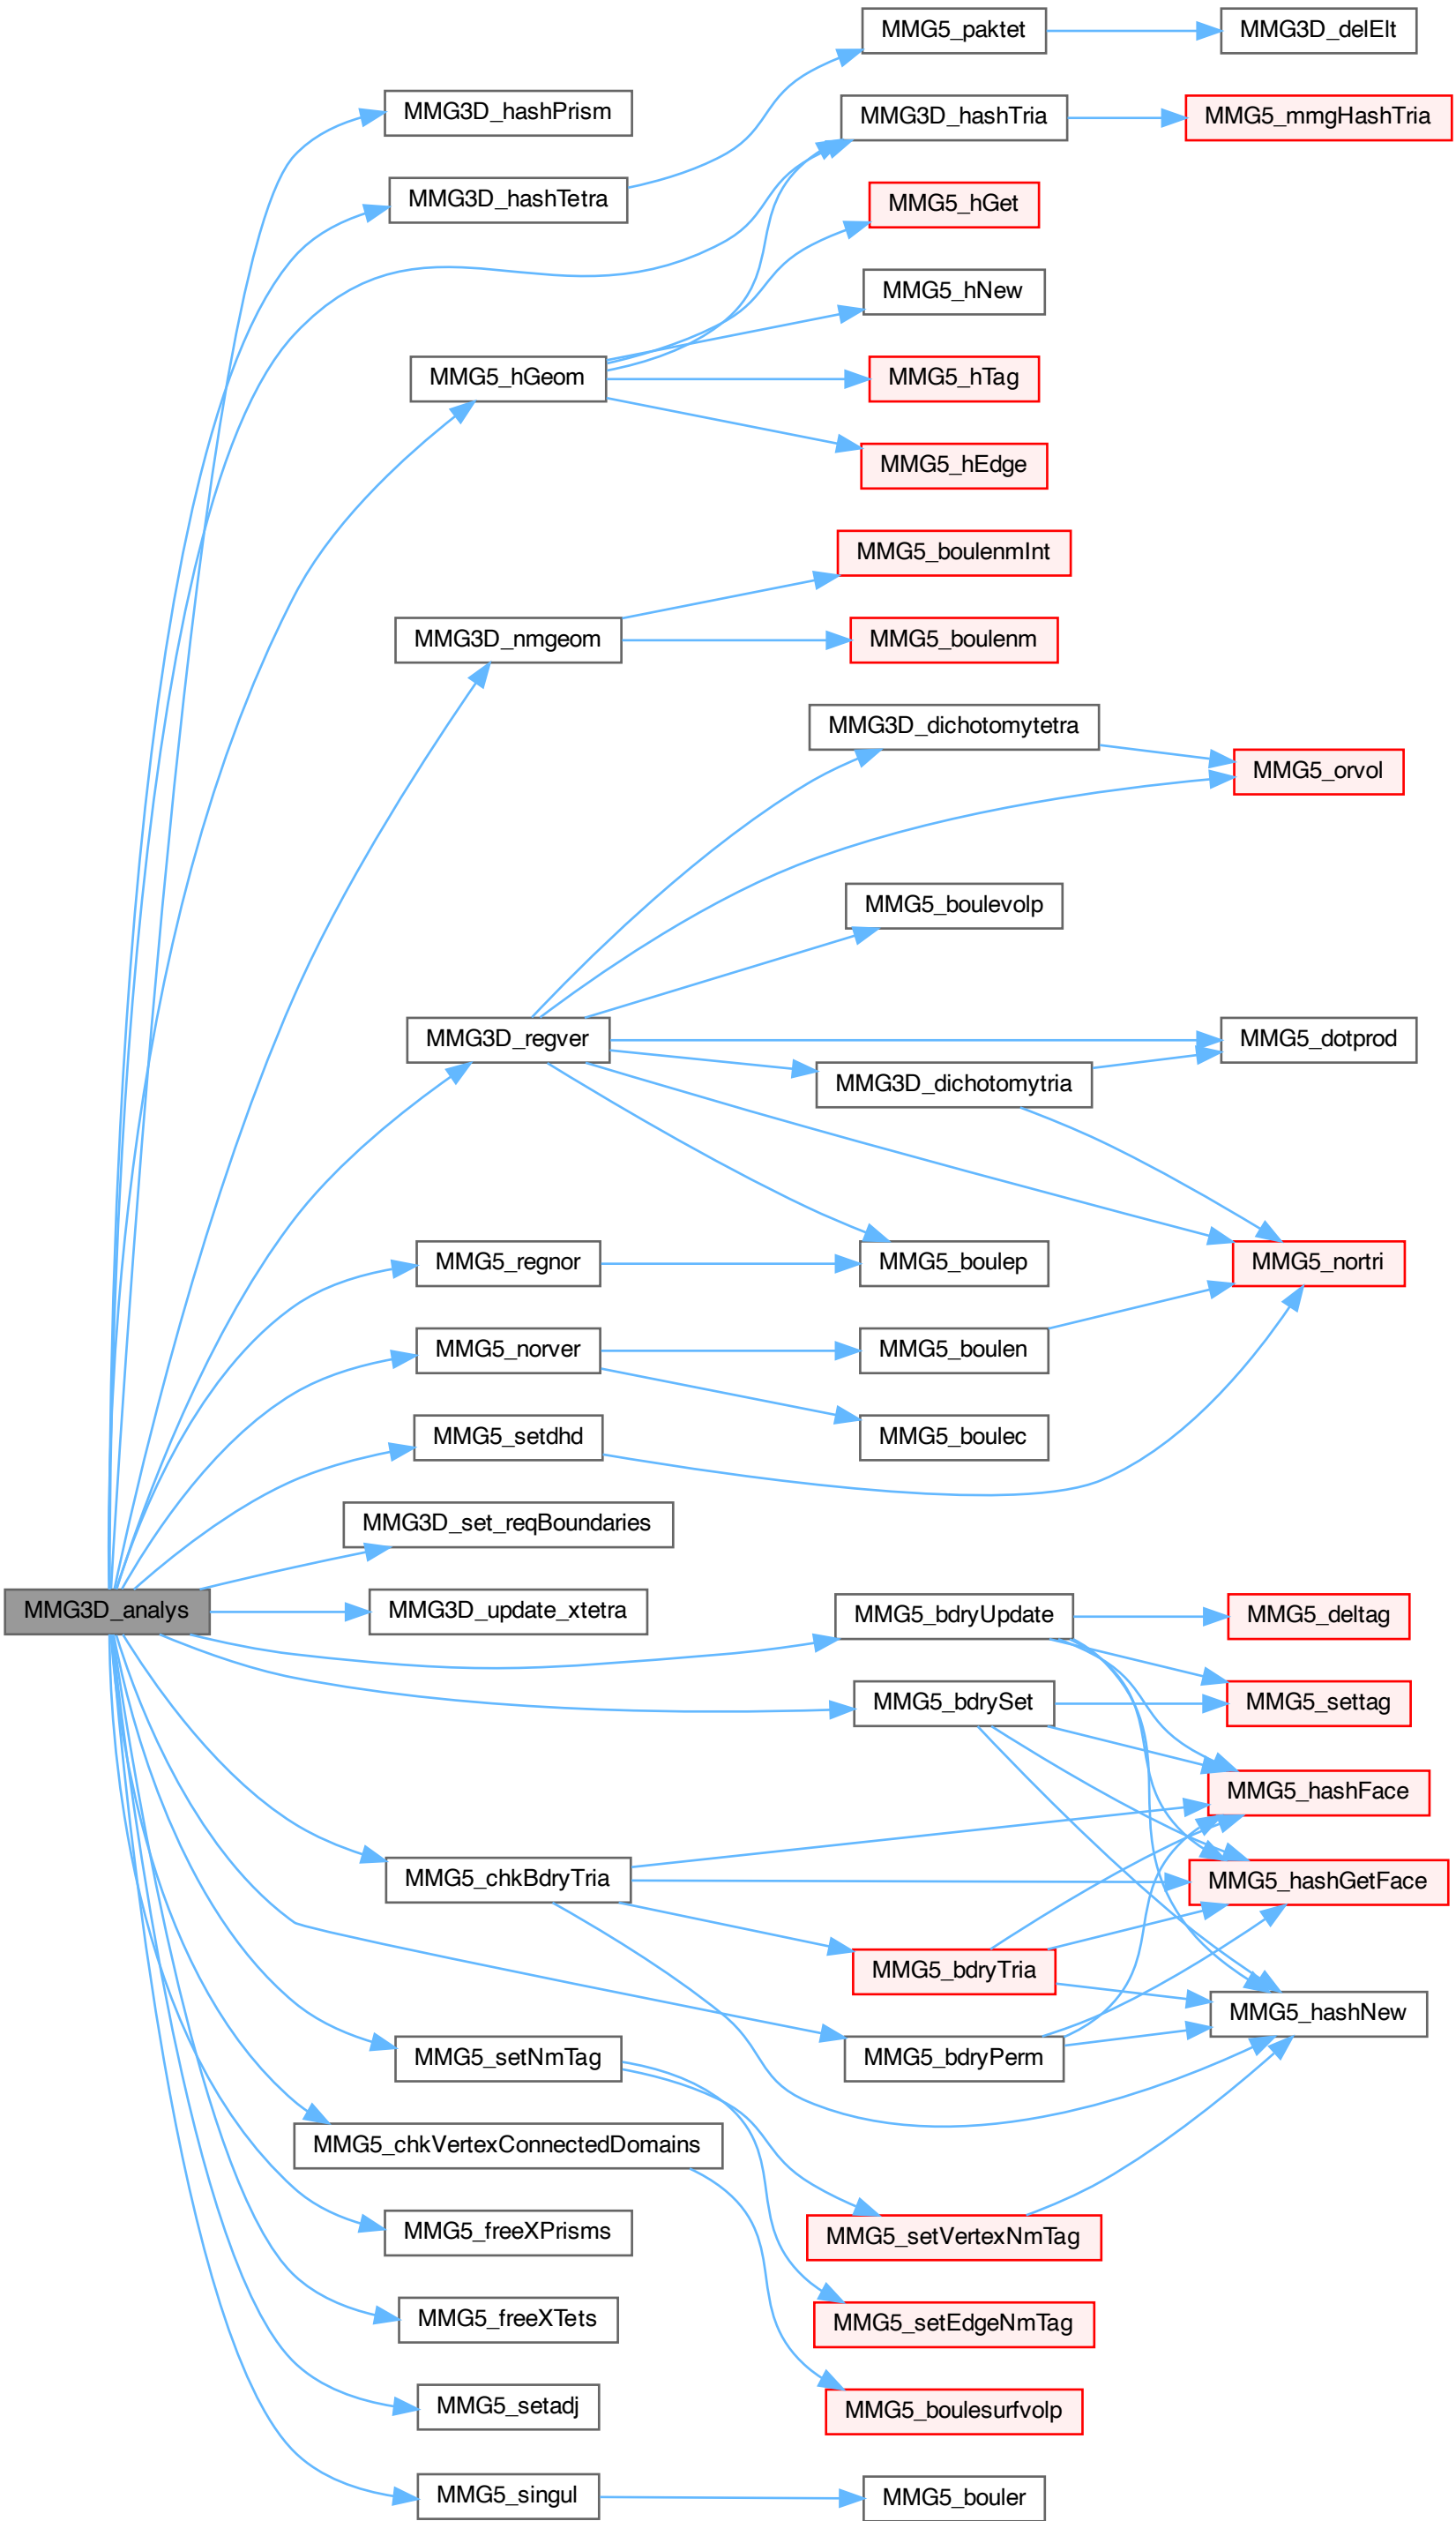 MMG5_paktet
MMG3D_delElt
MMG3D_hashPrism
MMG3D_hashTria
MMG5_mmgHashTria
MMG3D_hashTetra
MMG5_hGet
MMG5_hNew
MMG5_hGeom
MMG5_hTag
MMG5_hEdge
MMG5_boulenmInt
MMG3D_nmgeom
MMG5_boulenm
MMG3D_dichotomytetra
MMG5_orvol
MMG5_boulevolp
MMG3D_regver
MMG5_dotprod
MMG3D_dichotomytria
MMG5_regnor
MMG5_boulep
MMG5_nortri
MMG5_norver
MMG5_boulen
MMG5_setdhd
MMG5_boulec
MMG3D_set_reqBoundaries
MMG3D_analys
MMG3D_update_xtetra
MMG5_bdryUpdate
MMG5_deltag
MMG5_bdrySet
MMG5_settag
MMG5_hashFace
MMG5_chkBdryTria
MMG5_hashGetFace
MMG5_bdryTria
MMG5_hashNew
MMG5_setNmTag
MMG5_bdryPerm
MMG5_chkVertexConnectedDomains
MMG5_freeXPrisms
MMG5_setVertexNmTag
MMG5_freeXTets
MMG5_setEdgeNmTag
MMG5_setadj
MMG5_boulesurfvolp
MMG5_singul
MMG5_bouler